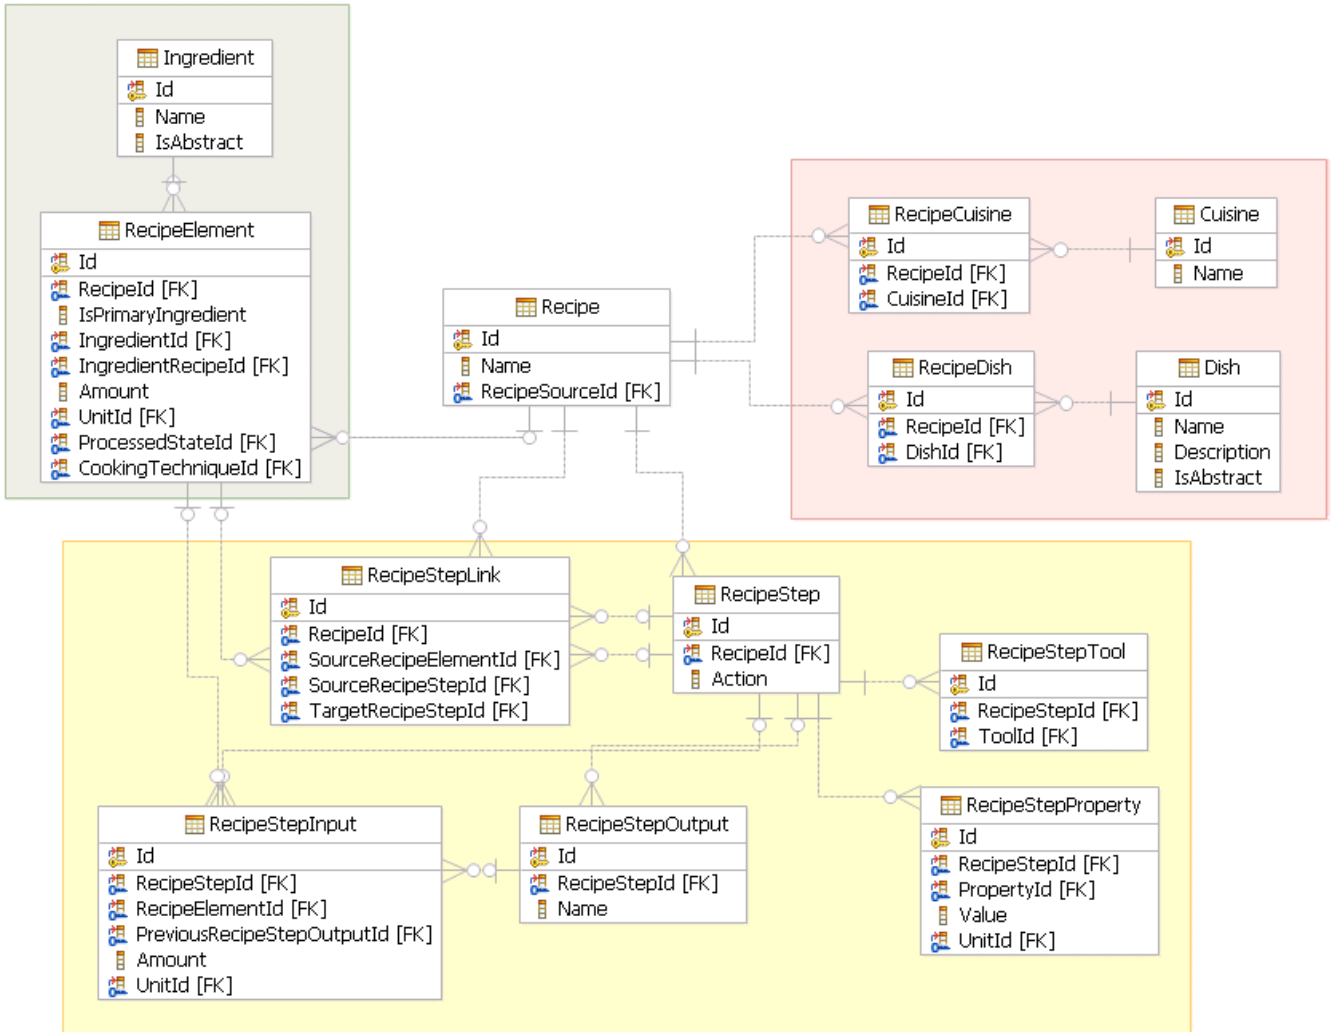 Ingredient
Id
Name
IsAbstract
RecipeElement
Id
RecipeId [FK]
IsPrimaryIngredient
IngredientId [FK]
IngredientRecipeId [FK]
Amount
UnitId [FK]
ProcessedStateId [FK]
CookingTechniqueId [FK]
Recipe
Id
Name
RecipeSourceId [FK]
RecipeCuisine
Id
RecipeId [FK]
CuisineId [FK]
Cuisine
Id
Name
RecipeDish
Id
RecipeId [FK]
DishId [FK]
Dish
Id
Name
Description
IsAbstract
RecipeStepLink
Id
RecipeId [FK]
SourceRecipeElementId [FK]
SourceRecipeStepId [FK]
TargetRecipeStepId [FK]
RecipeStep
Id
RecipeId [FK]
Action
RecipeStepTool
Id
RecipeStepId [FK]
ToolId [FK]
RecipeStepInput
Id
RecipeStepId [FK]
RecipeElementId [FK]
PreviousRecipeStepOutputId [FK]
Amount
UnitId [FK]
RecipeStepOutput
Id
RecipeStepId [FK]
Name
RecipeStepProperty
Id
RecipeStepId [FK]
PropertyId [FK]
Value
UnitId [FK]